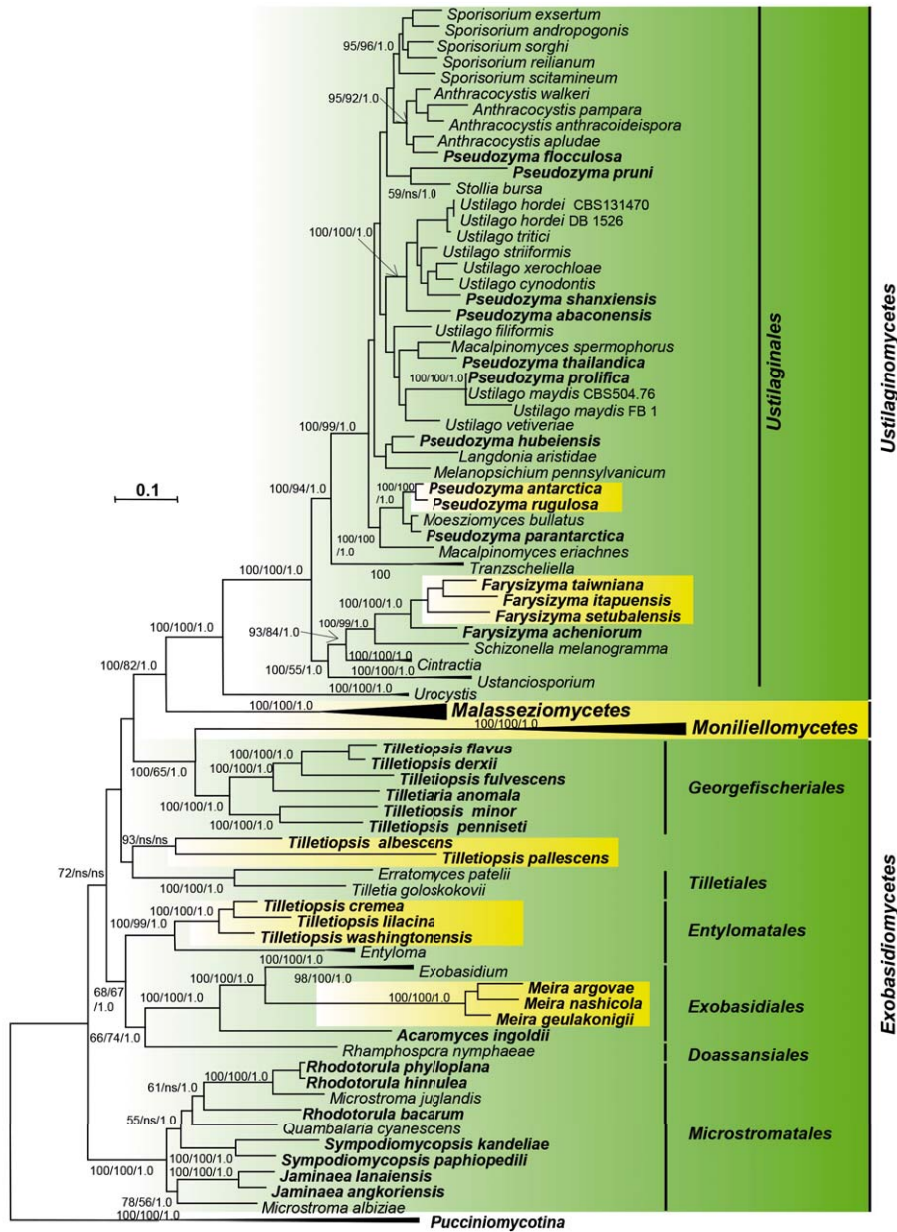 Sporisorium exsertum
Sporisorium andropogonis
95/96/1.0
Sporisorium sorghi
Sporisorium reilianum
Sporisorium scitamineum
95/92/1.0
Anthracocystis walkeri
Anthracocystis pampara
Anthracocystis anthracoideispora
Anthracocystis apludae
Pseudozyma flocculosa
Pseudozyma pruni
59/ns/1.0
Stollia bursa
Ustilago hordei CBS131470
Ustilago hordei DB 1526
100/100/1.0
Ustilago tritici
Ustilago striiformis
Ustilago xerochloae
Ustilago cynodontis
Pseudozyma shanxiensis
Pseudozyma abaconensis
Ustilago filiformis
Macalpinomyces spermophorus
Pseudozyma thailandica
100/100/1.0
Pseudozyma prolifica
Ustilago maydis CBS504.76
Ustilago maydis FB 1
Ustilago vetiveriae
100/99/1.0
Pseudozyma hubeiensis
Langdonia aristidae
Melanopsichium pennsylvanicum
100/94/1.0
100/100
/1.0
Pseudozyma antarctica
Pseudozyma rugulosa
0.1
Moesziomyces bullatus
Pseudozyma parantarctica
100/100
/1.0
Macalpinomyces eriachnes
Tranzscheliella
100
100/100/1.0
Farysizyma taiwniana
Farysizyma itapuensis
Farysizyma setubalensis
100/100/1.0
100/99/1.0
Farysizyma acheniorum
93/84/1.0
100/100/1.0
Schizonella melanogramma
100/100/1.0
Cintractia
100/82/1.0
100/55/1.0
100/100/1.0
Ustanciosporium
100/100/1.0
Urocystis
Ustilaginales
Ustilaginomycetes
100/100/1.0
Malasseziomycetes
100/100/1.0
Moniliellomycetes
Tilletiopsis flavus
100/100/1.0
Tilletiopsis derxii
100/65/1.0
100/100/1.0
Tilletiopsis fulvescens
Tilletiaria anomala
Georgefischeriales
100/100/1.0
Tilletiopsis minor
100/100/1.0
Tilletiopsis penniseti
93/ns/ns
Tilletiopsis albescens
Tilletiopsis pallescens
72/ns/ns
Erratomyces patelii
100/100/1.0
Tilletia goloskokovii
Tilletiales
Tilletiopsis cremea
100/100/1.0
Tilletiopsis lilacina
100/99/1.0
Tilletiopsis washingtonensis
Entyloma
Entylomatales
100/100/1.0
Exobasidium
98/100/1.0
68/67
/1.0
100/100/1.0
100/100/1.0
Meira argovae
100/100/1.0
Meira nashicola
Meira geulakonigii
Exobasidiales
66/74/1.0
Acaromyces ingoldii
Rhamphospora nymphaeae
Doassansiales
Rhodotorula phylloplana
100/100/1.0
Rhodotorula hinnulea
61/ns/1.0
Microstroma juglandis
Rhodotorula bacarum
55/ns/1.0
Quambalaria cyanescens
Microstromatales
Sympodiomycopsis kandeliae
100/100/1.0
100/100/1.0
Sympodiomycopsis paphiopedili
100/100/1.0
Jaminaea lanaiensis
Jaminaea angkoriensis
78/56/1.0
Microstroma albiziae
Exobasidiomycetes
100/100/1.0
Pucciniomycotina